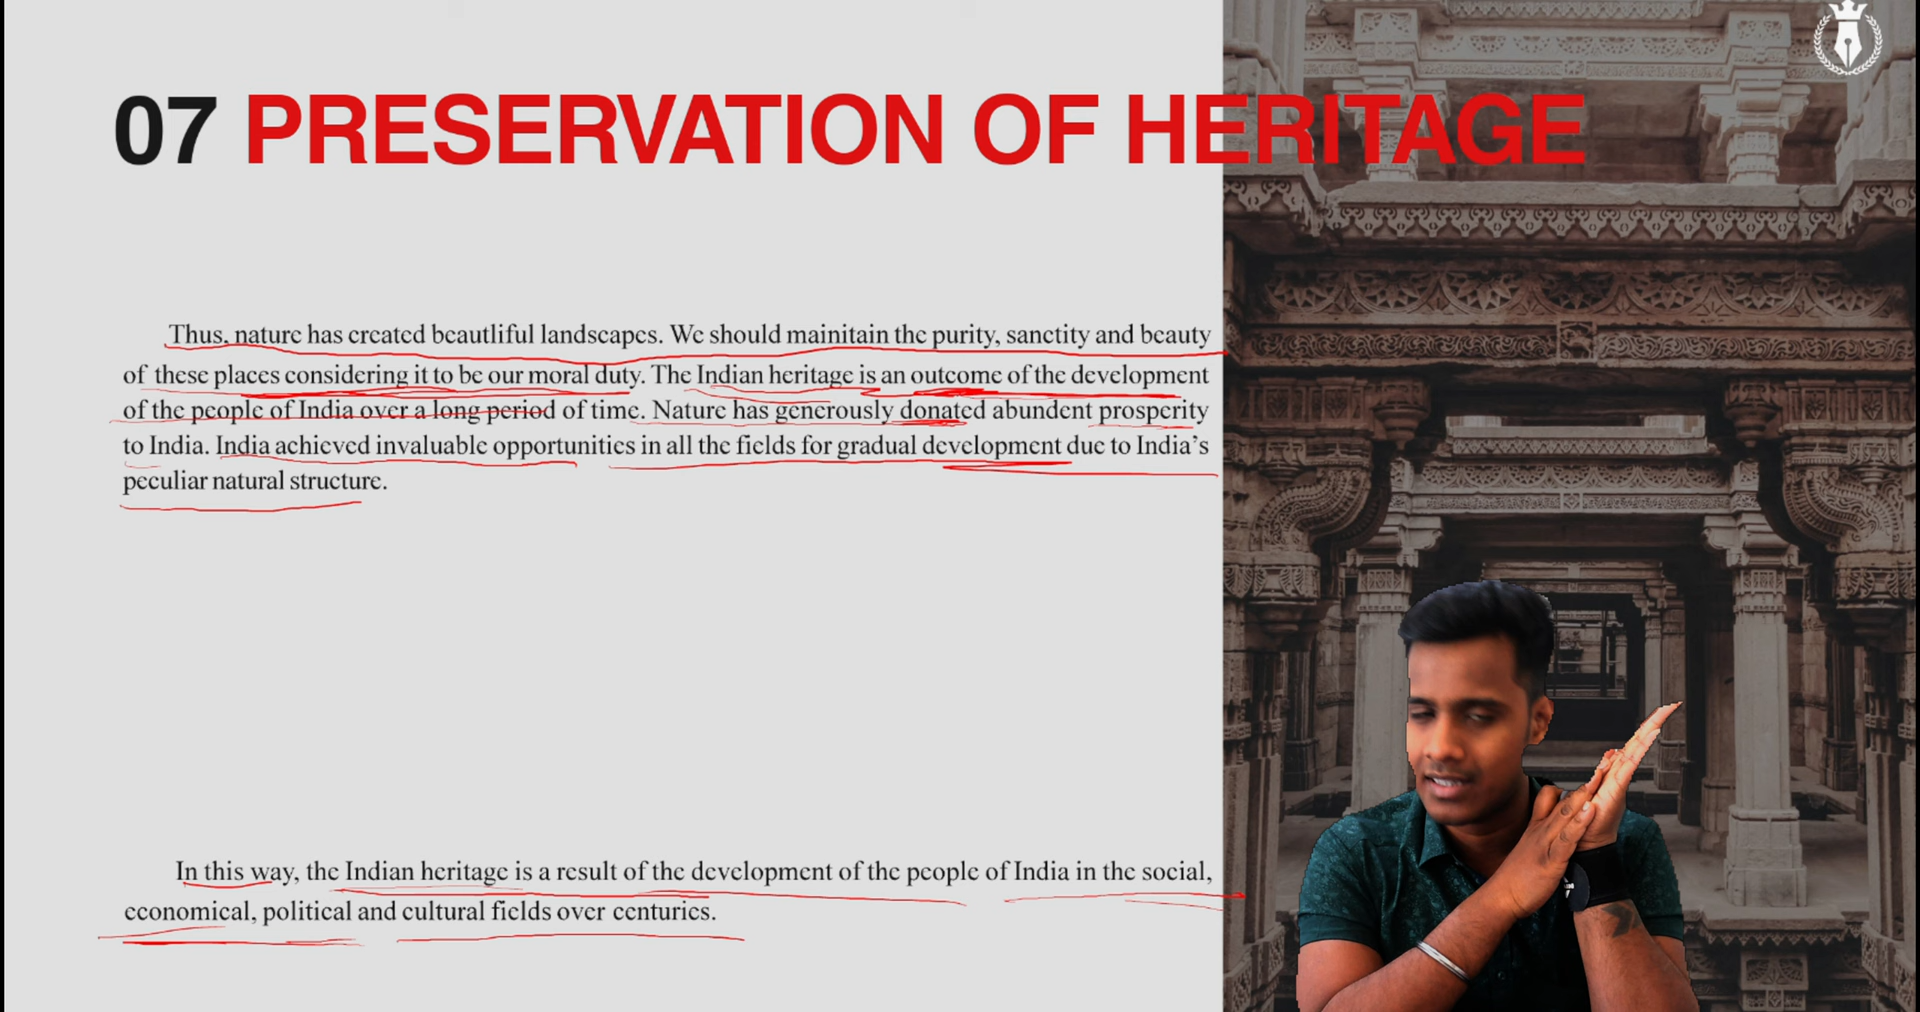 07 PRESERVATION OF HERITAGE
Thus, nature has created beautliful landscapes. We should mainitain the purity, sanctity and beauty
of these places considering it to be our moral duty. The Indian heritage is an outcome of the development
of the people of India over a long period of time. Nature has generously donated abundent prosperity
to India. India achieved invaluable opportunities in all the fields for gradual development due to India's
peculiar natural structure.
In this way, the Indian heritage is a result of the development of the people of India in the social,
economical, political and cultural fields over centuries.